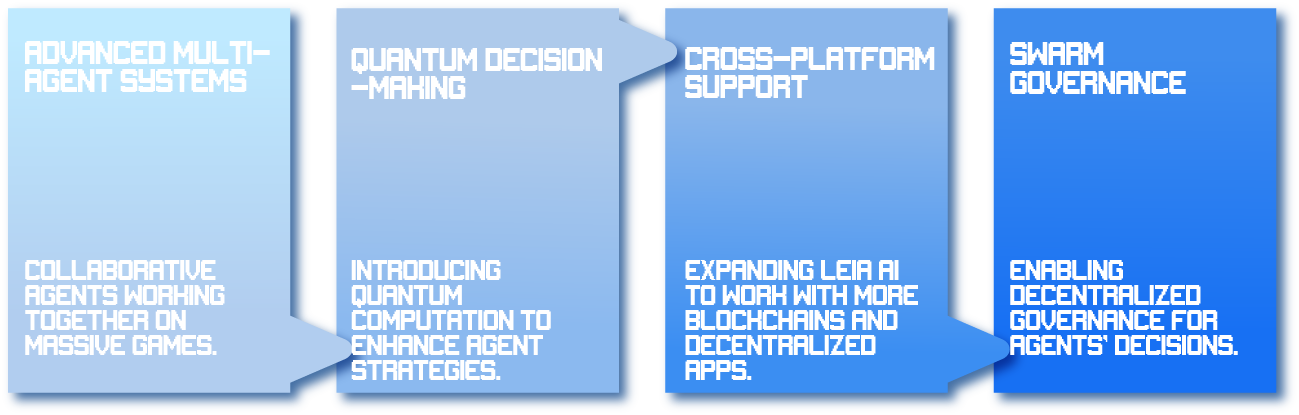 ADVANCED MULTI-
AGENT SYSTEMS
COLLABORATIVE
AGENTS WORKING
TOGETHER ON
MASSIVE GAMES.
QUANTUM DECISION
-MAKING
INTRODUCING
QUANTUM
COMPUTATION TO
ENHANCE AGENT
STRATEGIES.
CROSS-PLATFORM
SUPPORT
EXPANDING LEIA AI
TO WORK WITH MORE
BLOCKCHAINS AND
DECENTRALIZED
APPS.
SWARM
GOVERNANCE
ENABLING
DECENTRALIZED
GOVERNANCE FOR
AGENTS' DECISIONS.